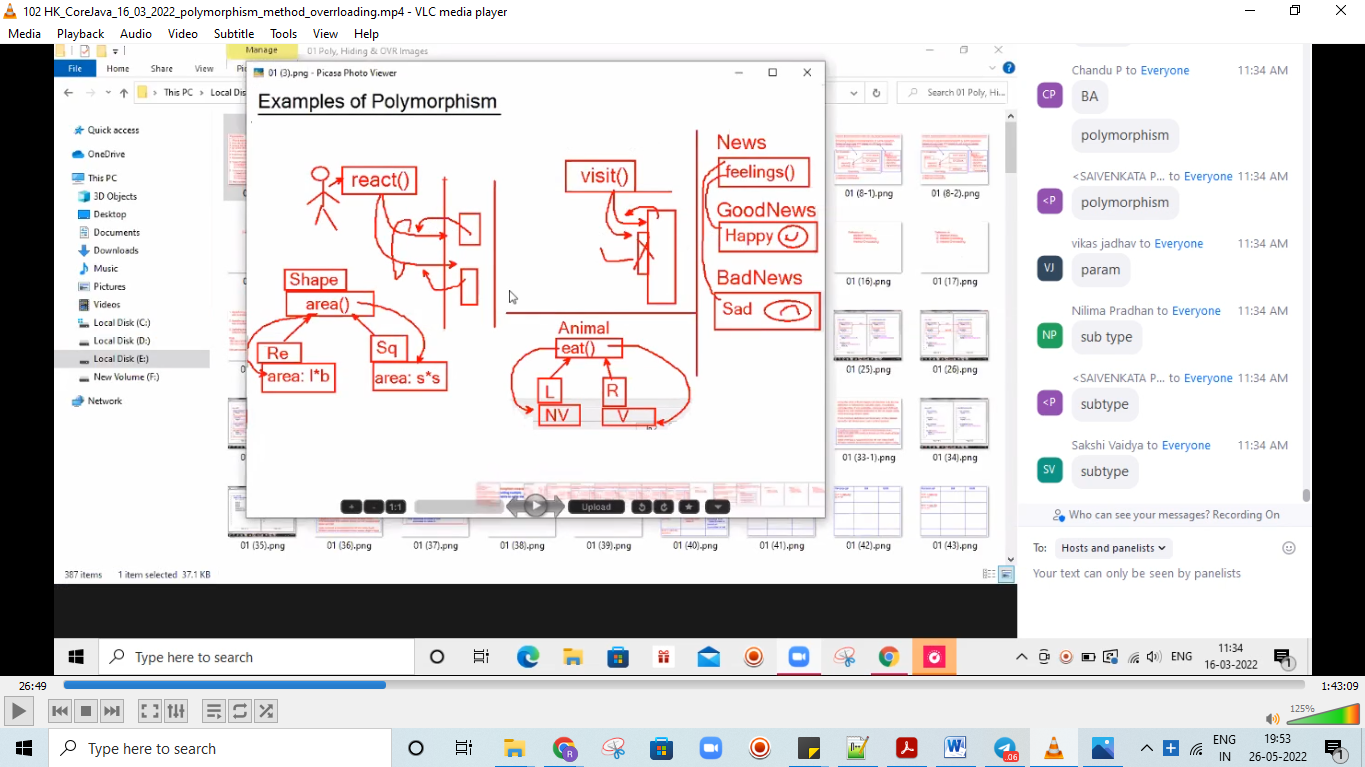 102 HK_CoreJava_16_03_2022_polymorphism_method_overloading.mp4 - VLC media player
Media Playback Audio Video Subtitle Tools View Help
Manage
01 Poly, Hiding & OVR Images
File Home Share View
This PC
Search 01 Poly, Hi...
01 (3).png - Picasa Photo Viewer
Examples of Polymorphism
react()
Shape
area()
Re
area: l*b
Sq
area: s*s
visit()
Animal
eat()
L
NV
R
V
News
feelings()
GoodNews
Happy
BadNews
Sad
1:1
Upload
Quick access
OneDrive
This PC
3D Objects
Desktop
Documents
Downloads
Music
Pictures
Videos
Local Disk (C:)
Local Disk (D:)
Local Disk (E:)
New Volume (F:)
Network
01 (8-1).png
01 (8-2).png
01 (16).png
01 (17).png
01 (25).png
01 (26).png
01 (33-1).png
01 (34).png
01 (35).png
01 (36).png
01 (37).png
01 (38).png
01 (39).png
01 (40).png
01 (41).png
01 (42).png
01 (43).png
387 items 1 item selected 37.1 KB
Chandu P to Everyone 11:34 AM
CP
BA
polymorphism
<SAIVENKATA P... to Everyone 11:34 AM
<P
polymorphism
vikas jadhav to Everyone 11:34 AM
VJ
param
Nilima Pradhan to Everyone 11:34 AM
NP
sub type
<SAIVENKATA P... to Everyone 11:34 AM
<P
subtype
Sakshi Vaidya to Everyone 11:34 AM
SV
subtype
Who can see your messages? Recording On
To: Hosts and panelists
Your text can only be seen by panelists
Type here to search
ENG
11:34
16-03-2022
1
26:49
1:43:09
125%
Type here to search
R
.06
ENG
IN
19:53
26-05-2022
1